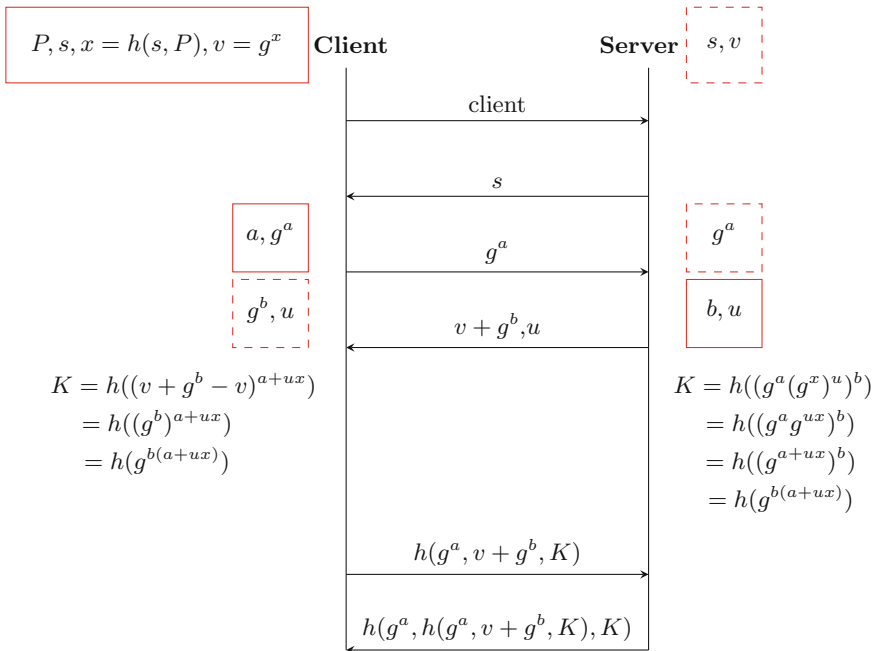 P, s, x = h(s, P), v = g^x
Client
Server
s, v
client
s
a, g^a
g^a
g^a
g^b, u
b, u
v + g^b, u
K = h((v + g^b − v)^{a+ux})
= h((g^b)^{a+ux})
= h(g^{b(a+ux)})
K = h((g^a(g^x)^u)^b)
= h((g^a g^{ux})^b)
= h((g^{a+ux})^b)
= h(g^{b(a+ux)})
h(g^a, v + g^b, K)
h(g^a, h(g^a, v + g^b, K), K)